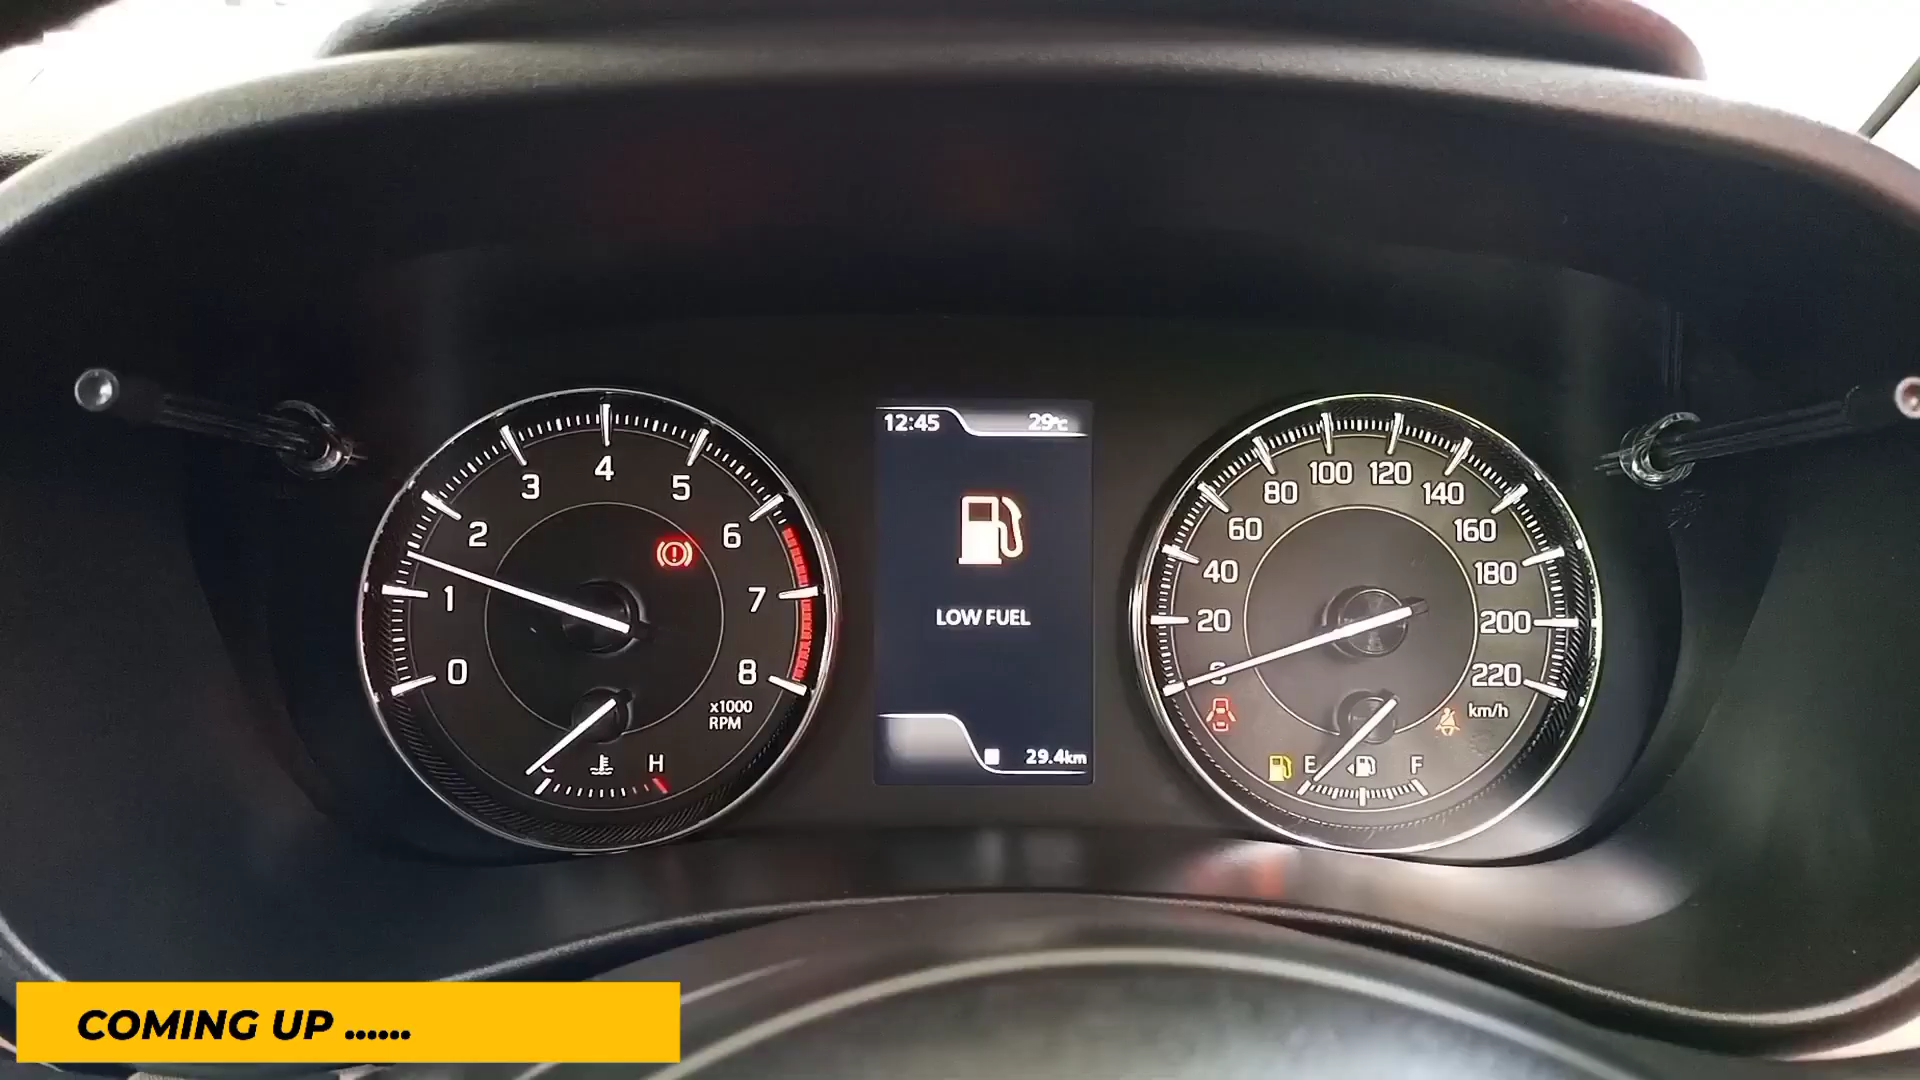 12:45 29°C
0 1 2 3 4 5 6 7 8
x1000
RPM
H
LOW FUEL
29.4km
20 40 60 80 100 120 140 160 180 200 220
km/h
E F
COMING UP ......